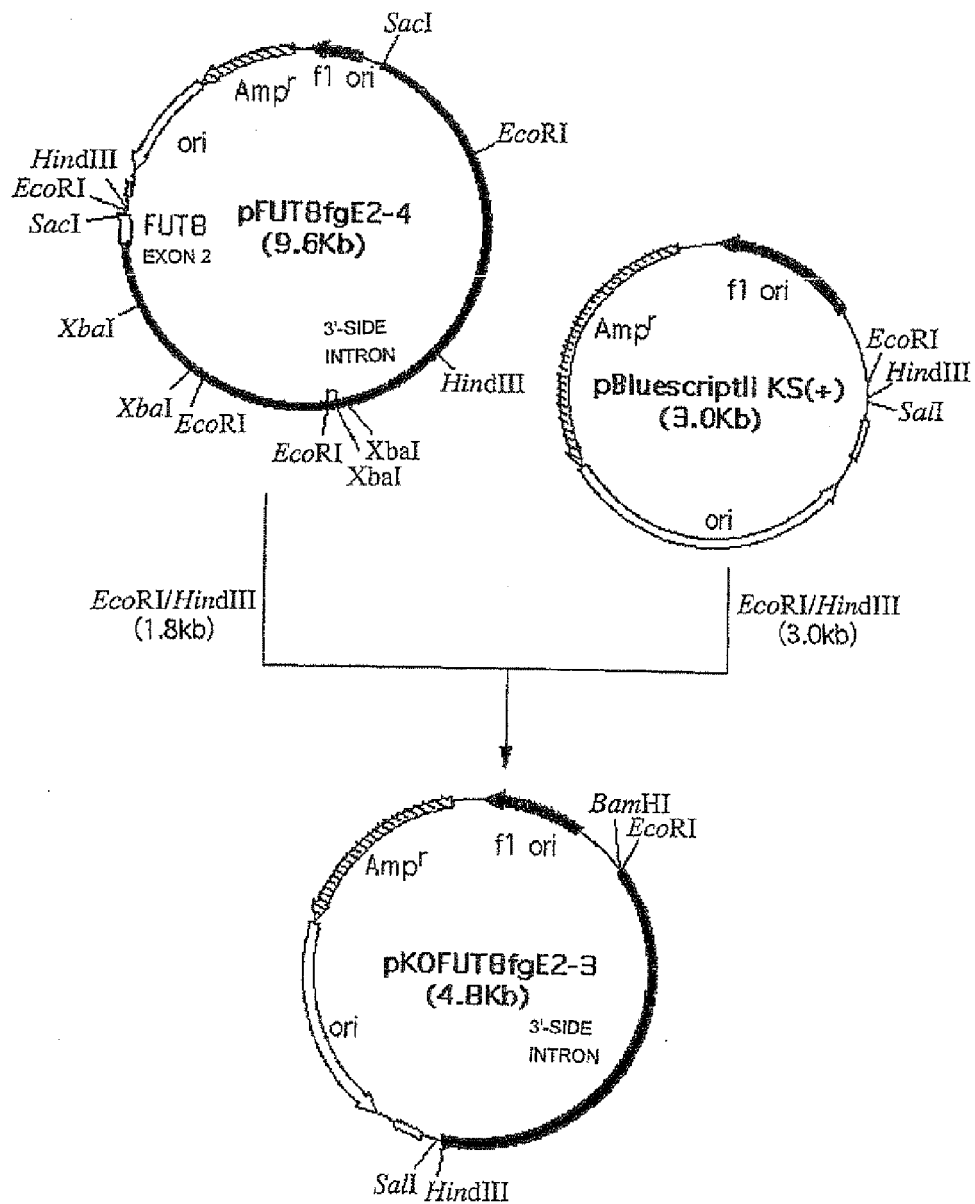 SacI
f1 ori
Ampr
EcoRI
ori
HindIII
EcoRI
SacI
FUT8
EXON 2
pFUT8fgE2-4
(9.6Kb)
XbaI
3'-SIDE
INTRON
HindIII
XbaI
EcoRI
EcoRI
XbaI
XbaI
f1 ori
Ampr
EcoRI
HindIII
SalI
pBluescriptII KS(+)
(3.0Kb)
ori
EcoRI/HindIII
(1.8kb)
EcoRI/HindIII
(3.0kb)
BamHI
EcoRI
f1 ori
Ampr
pKOFUT8fgE2-3
(4.8Kb)
ori
3'-SIDE
INTRON
SalI
HindIII